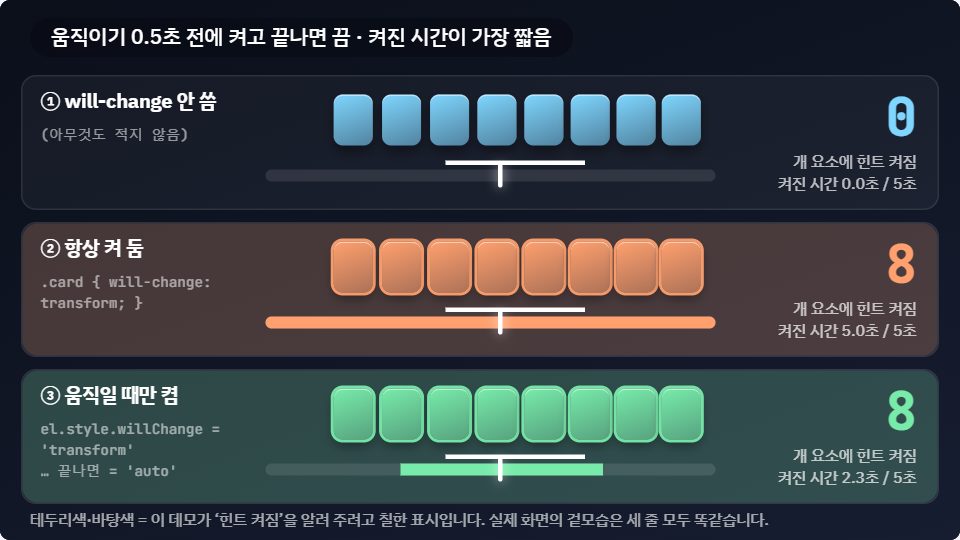 움직이기 0.5초 전에 켜고 끝나면 끔 · 켜진 시간이 가장 짧음
① will-change 안 씀
(아무것도 적지 않음)
0
개 요소에 힌트 켜짐
켜진 시간 0.0초 / 5초
② 항상 켜 둠
.card { will-change:
transform; }
8
개 요소에 힌트 켜짐
켜진 시간 5.0초 / 5초
③ 움직일 때만 켬
el.style.willChange =
'transform'
… 끝나면 = 'auto'
8
개 요소에 힌트 켜짐
켜진 시간 2.3초 / 5초
테두리색·바탕색 = 이 데모가 ‘힌트 켜짐’을 알려 주려고 칠한 표시입니다. 실제 화면의 겉모습은 세 줄 모두 똑같습니다.